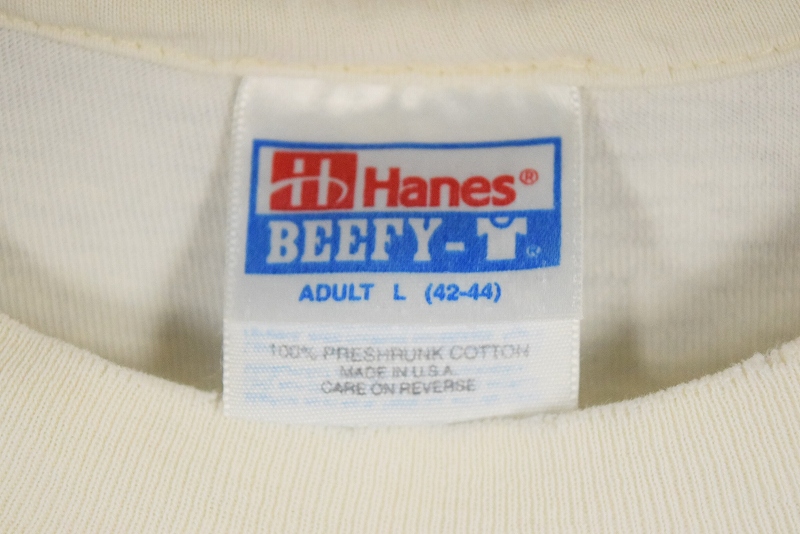 Hanes®
BEEFY-T
ADULT L (42-44)
100% PRESHRUNK COTTON
MADE IN U.S.A.
CARE ON REVERSE